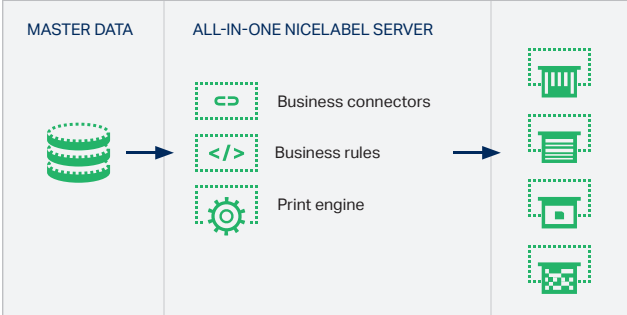 MASTER DATA
ALL-IN-ONE NICELABEL SERVER
Business connectors
</>
Business rules
Print engine